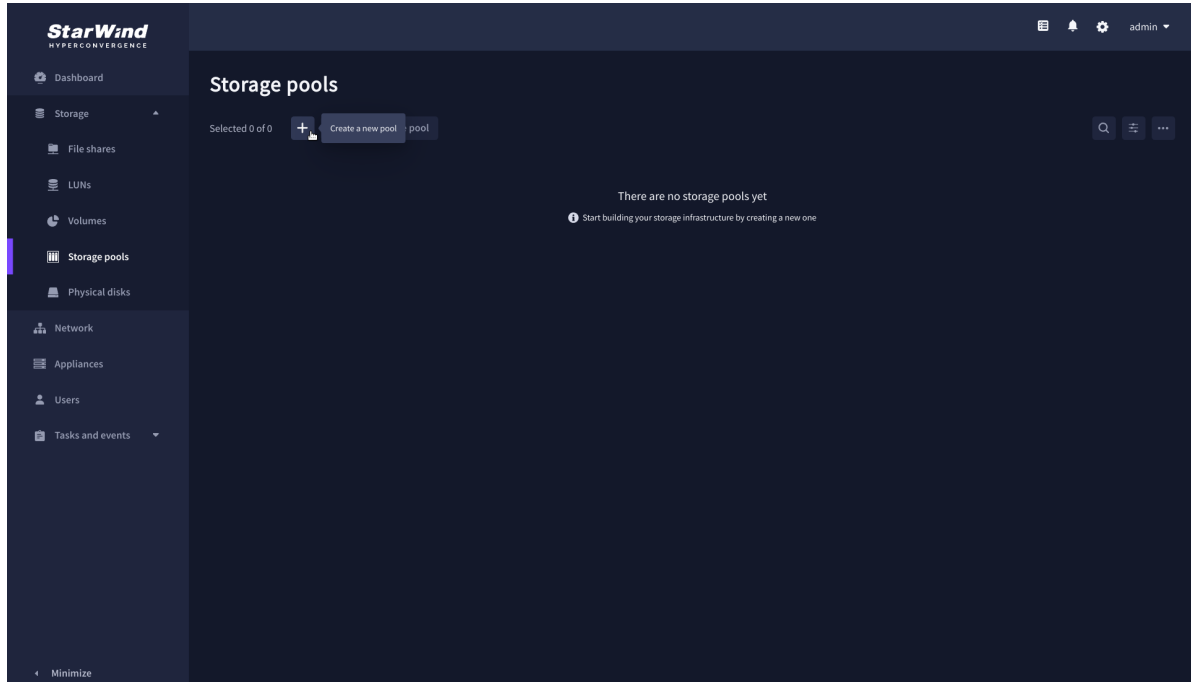 StarWind
HYPERCONVERGENCE
admin
Dashboard
Storage
File shares
LUNs
Volumes
Storage pools
Physical disks
Network
Appliances
Users
Tasks and events
Minimize
Storage pools
Selected 0 of 0
Create a new pool
pool
There are no storage pools yet
Start building your storage infrastructure by creating a new one